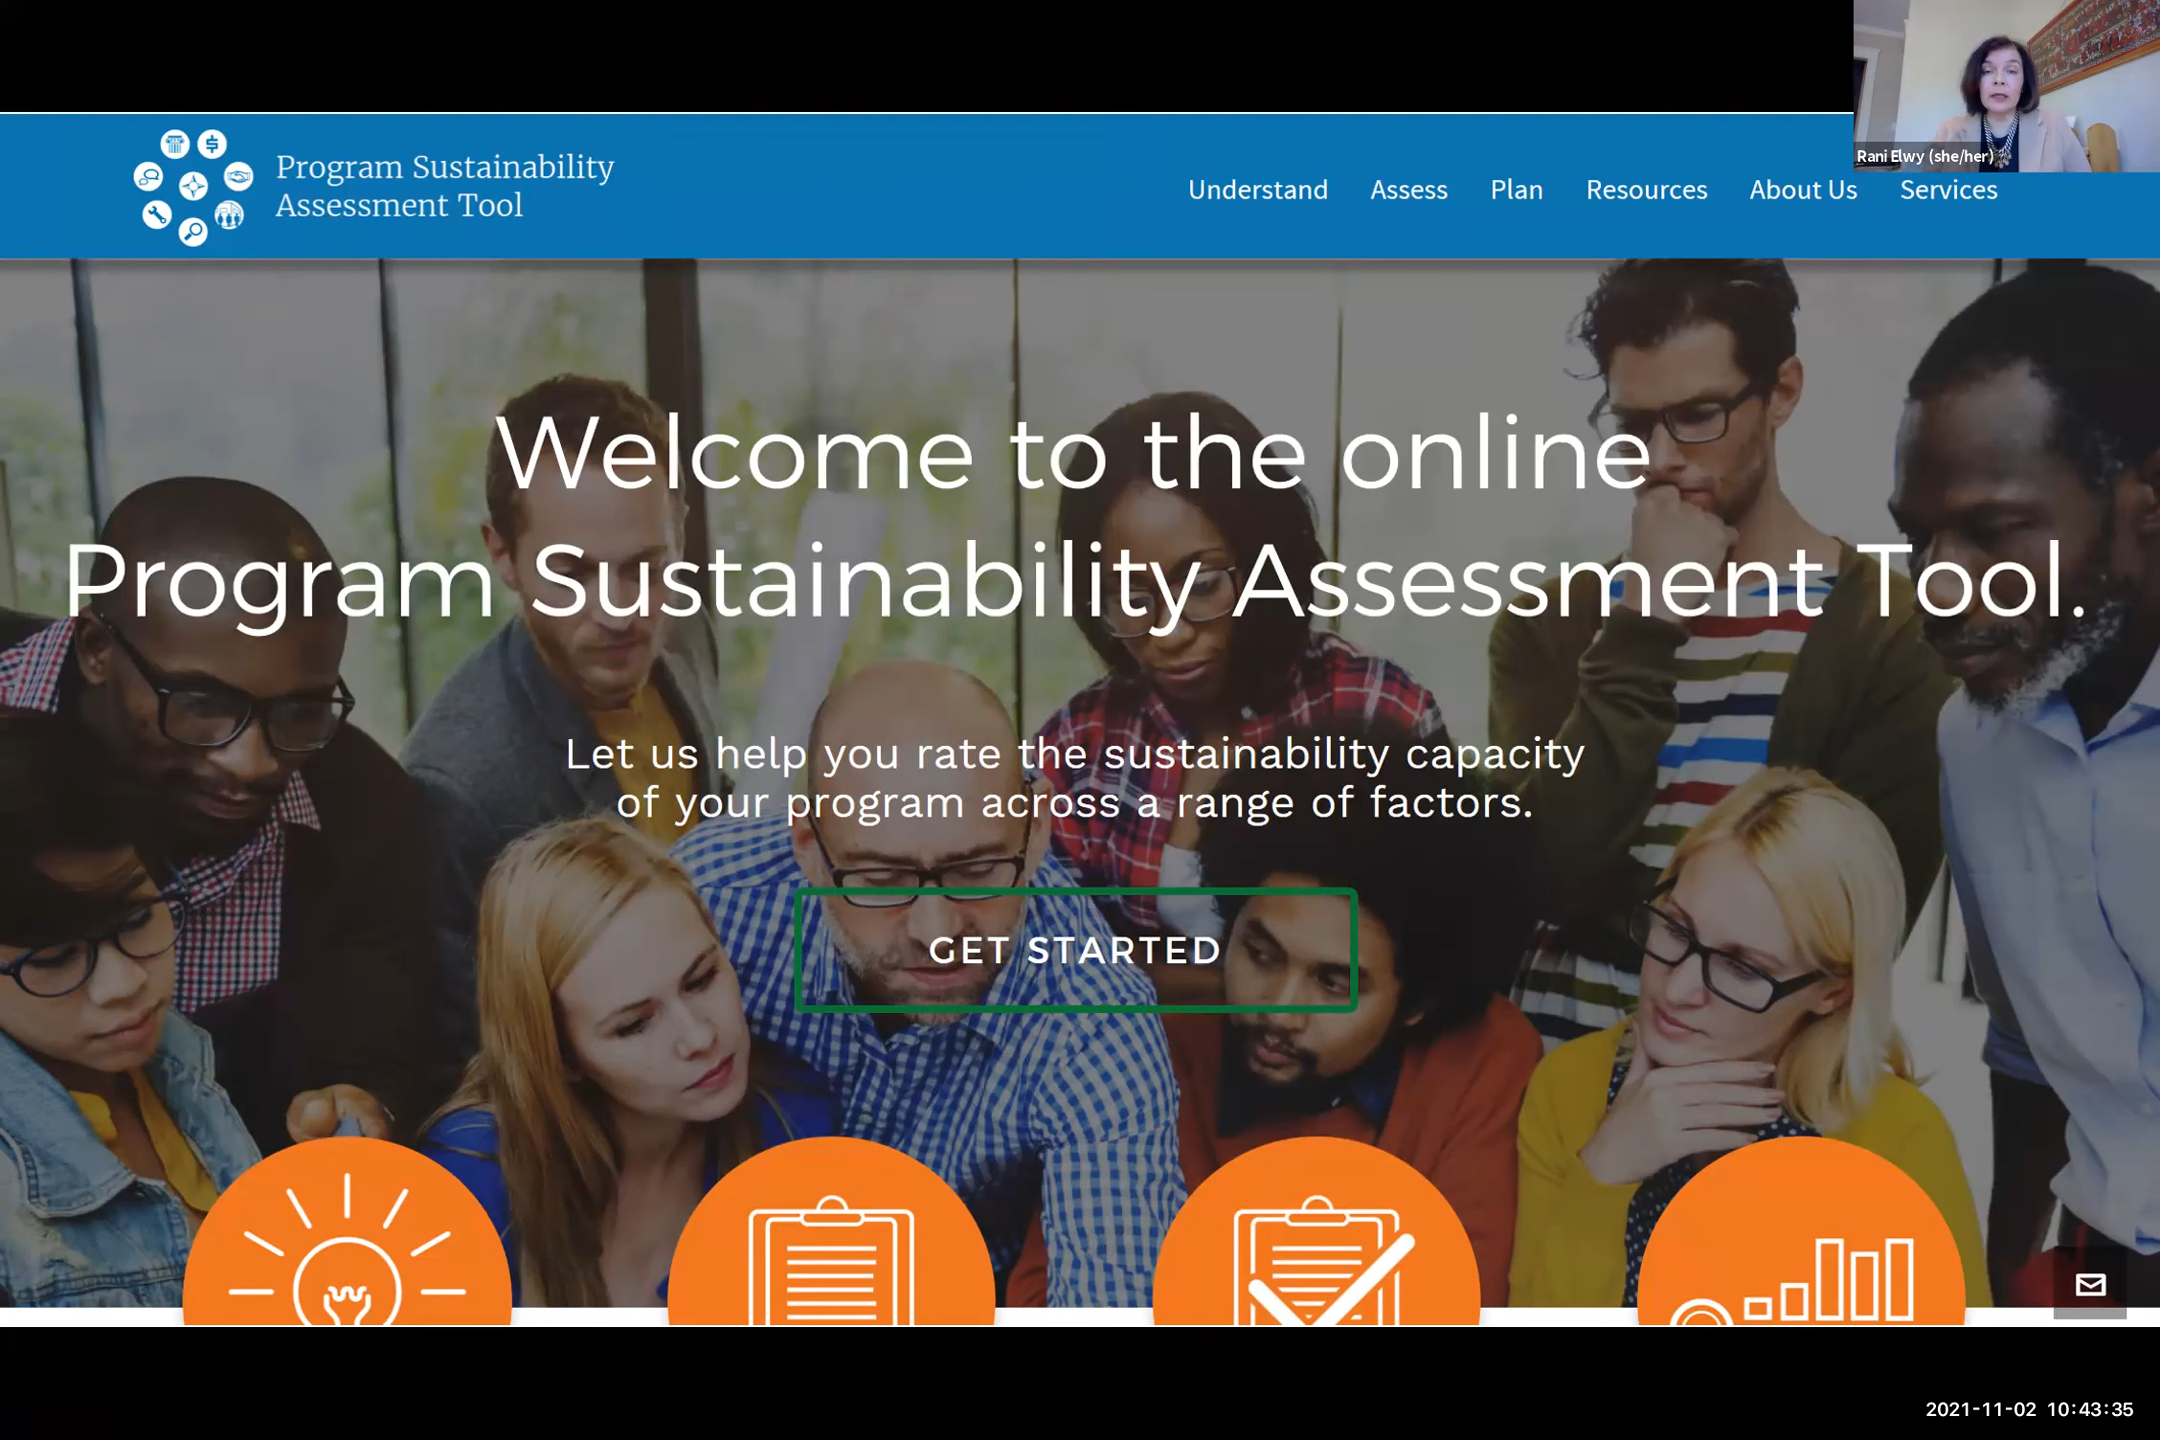 Rani Elwy (she/her)
Program Sustainability
Assessment Tool
Understand Assess Plan Resources About Us Services
Welcome to the online
Program Sustainability Assessment Tool.
Let us help you rate the sustainability capacity
of your program across a range of factors.
GET STARTED
2021-11-02 10:43:35